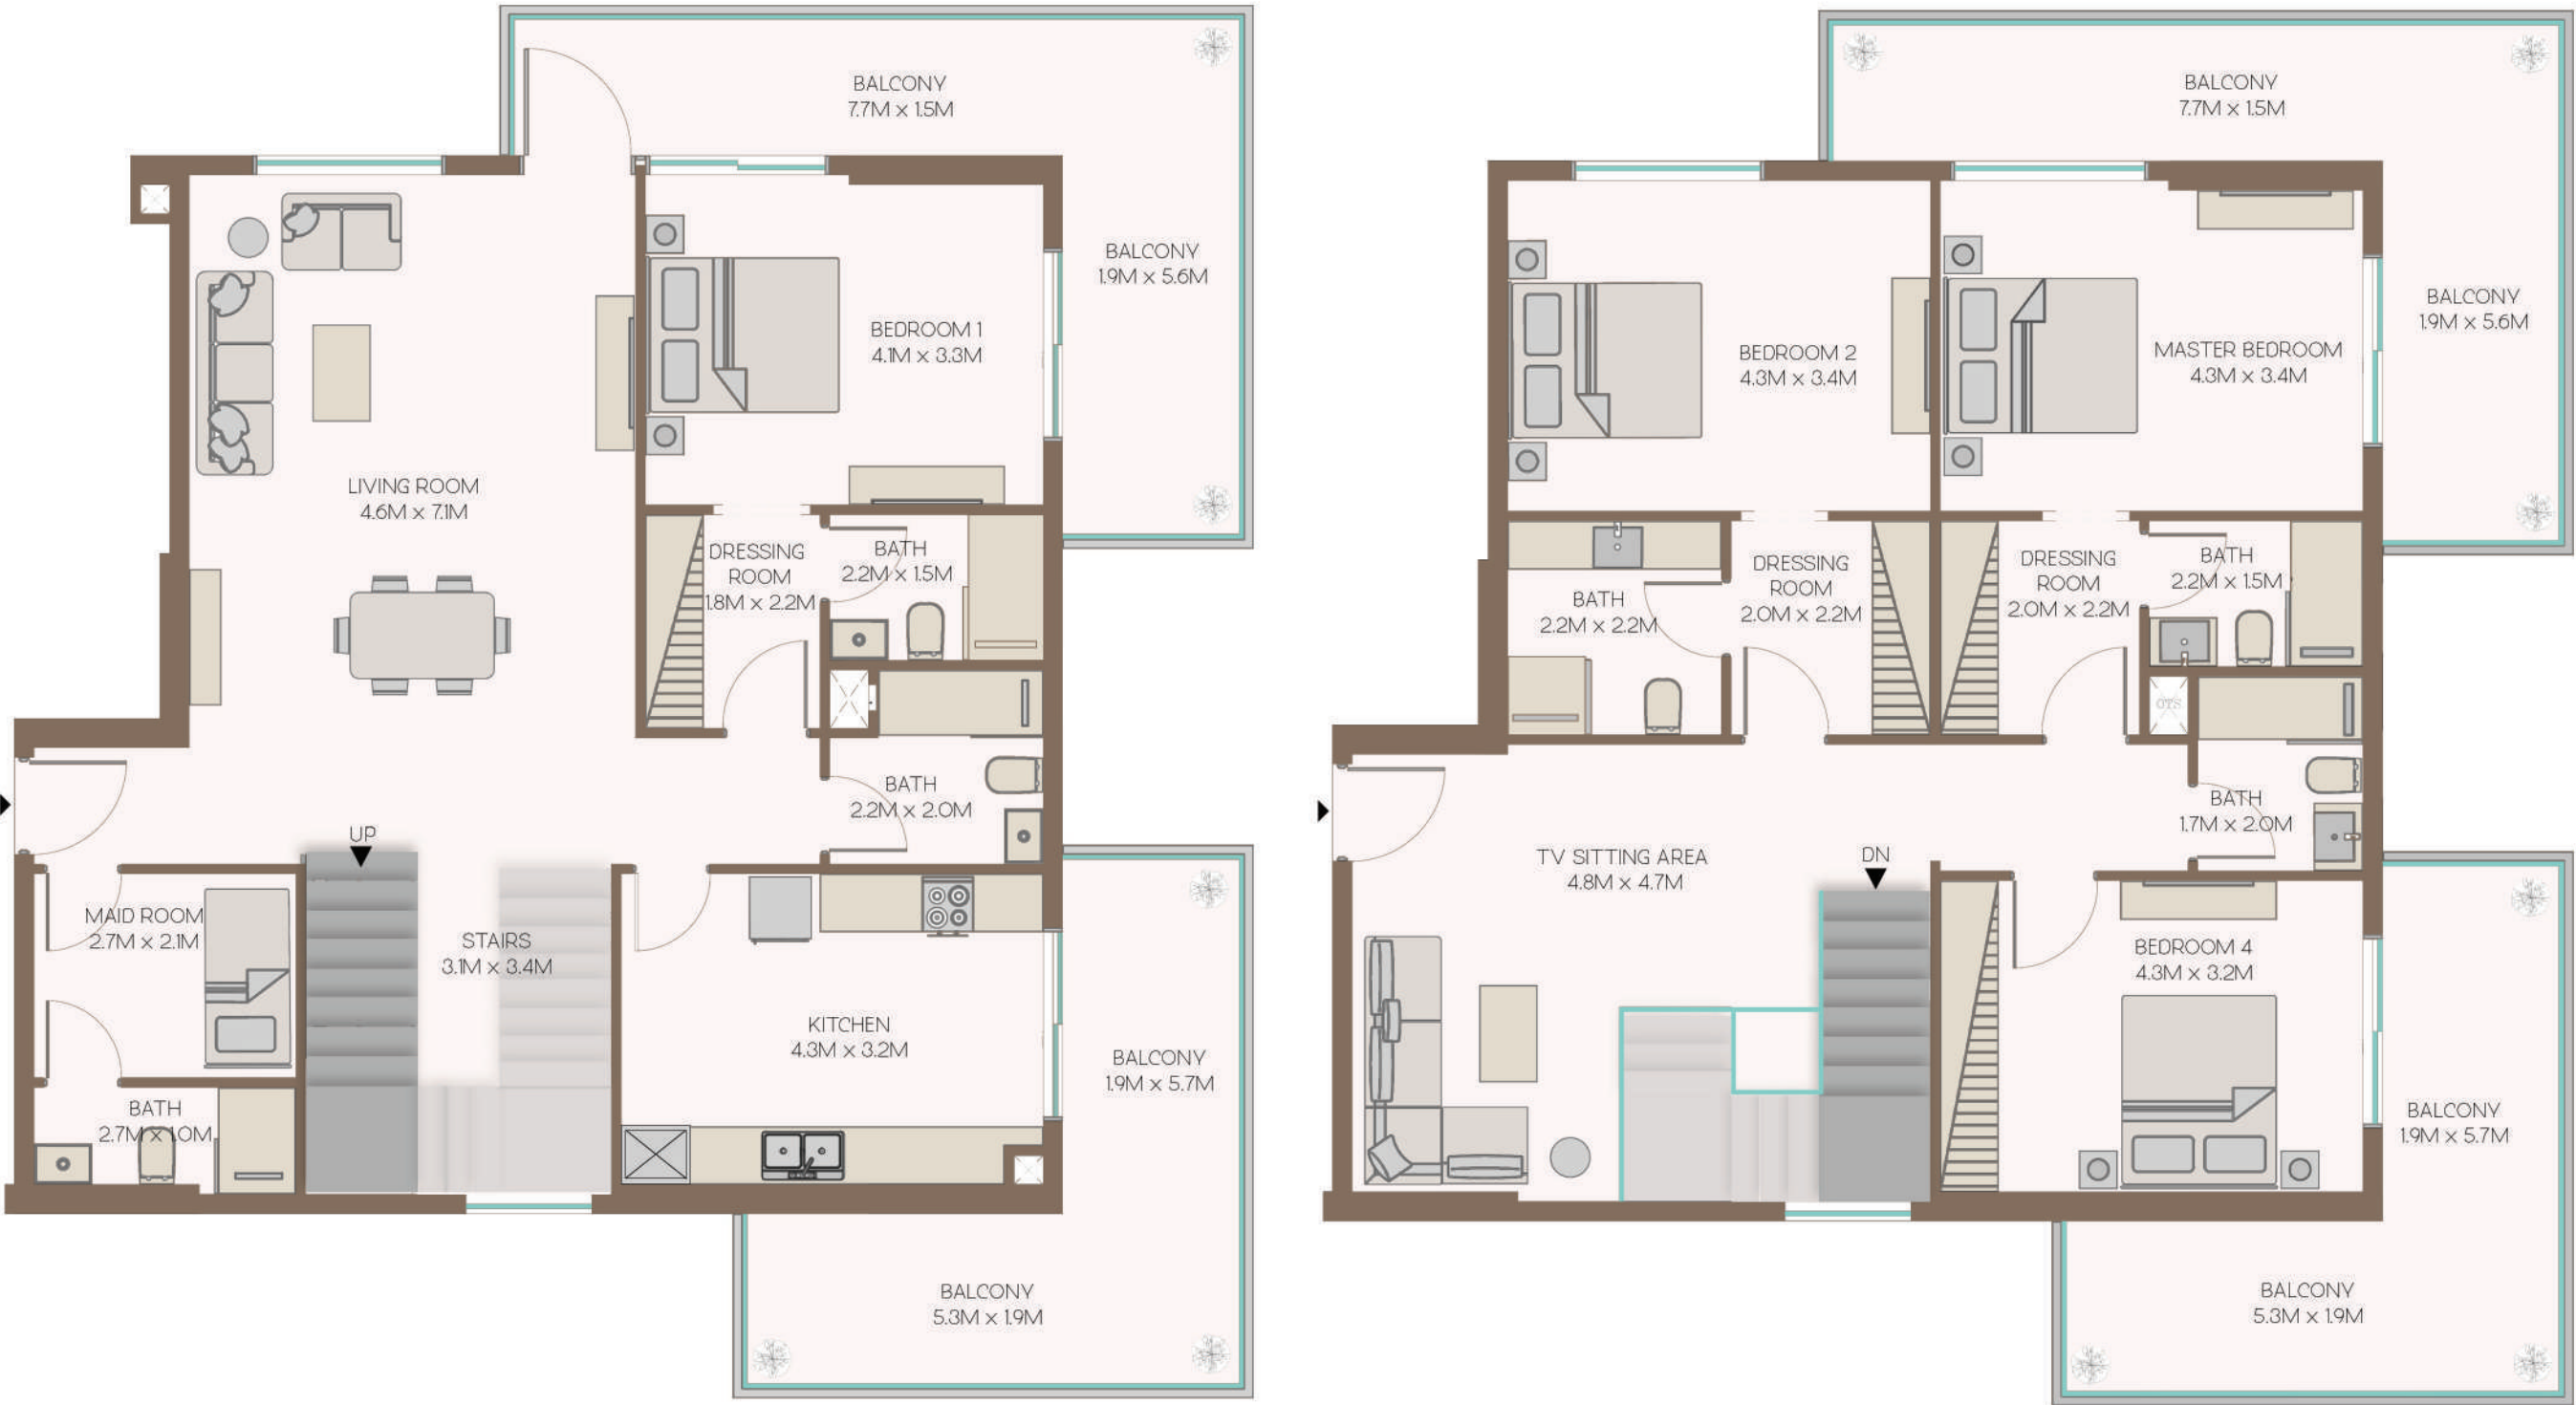 BALCONY
7.7M x 1.5M
BALCONY
1.9M x 5.6M
BEDROOM 1
4.1M x 3.3M
LIVING ROOM
4.6M x 7.1M
DRESSING
ROOM
1.8M x 2.2M
BATH
2.2M x 1.5M
BATH
2.2M x 2.0M
UP
MAID ROOM
2.7M x 2.1M
STAIRS
3.1M x 3.4M
KITCHEN
4.3M x 3.2M
BALCONY
1.9M x 5.7M
BATH
2.7M x 1.0M
BALCONY
5.3M x 1.9M
BALCONY
7.7M x 1.5M
BALCONY
1.9M x 5.6M
BEDROOM 2
4.3M x 3.4M
MASTER BEDROOM
4.3M x 3.4M
BATH
2.2M x 2.2M
DRESSING
ROOM
2.0M x 2.2M
DRESSING
ROOM
2.0M x 2.2M
BATH
2.2M x 1.5M
OTS
BATH
1.7M x 2.0M
TV SITTING AREA
4.8M x 4.7M
DN
BEDROOM 4
4.3M x 3.2M
BALCONY
1.9M x 5.7M
BALCONY
5.3M x 1.9M